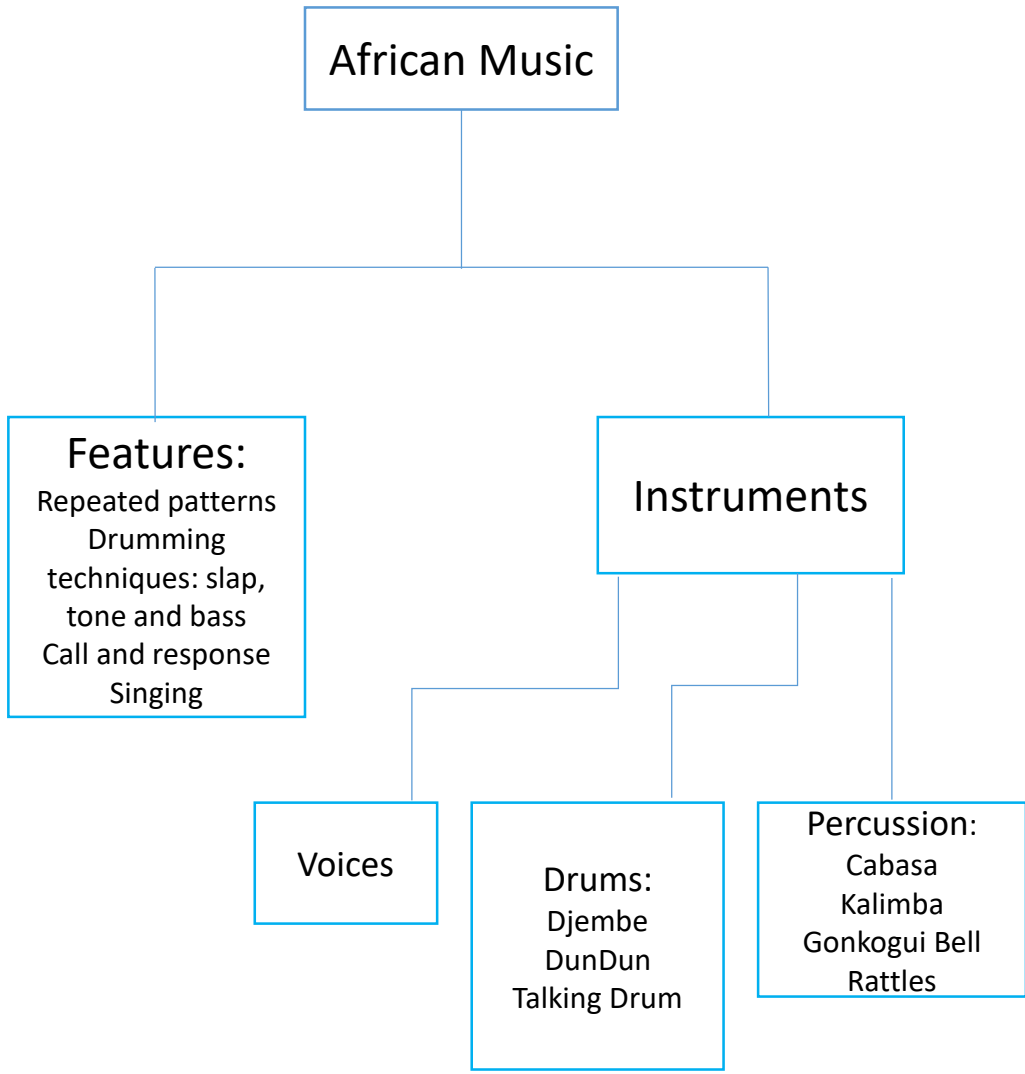 African Music
Features:
Repeated patterns
Drumming
techniques: slap,
tone and bass
Call and response
Singing
Instruments
Voices
Drums:
Djembe
DunDun
Talking Drum
Percussion:
Cabasa
Kalimba
Gonkogui Bell
Rattles